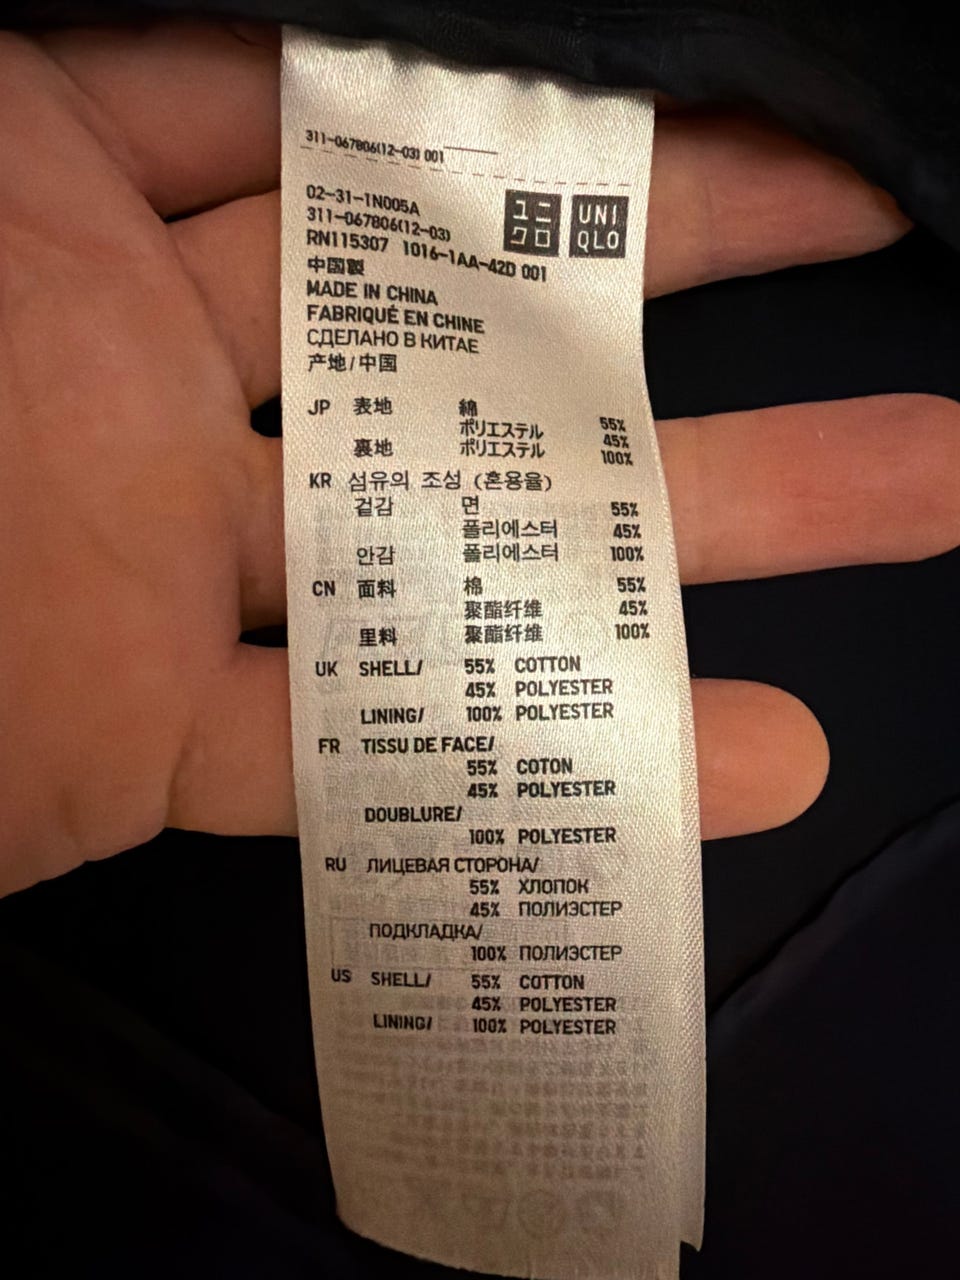 311-067806(12-03) 001
02-31-1N005A
311-067806(12-03)
RN115307 1016-1AA-42D 001
ユニ
クロ
UNI
QLO
中国製
MADE IN CHINA
FABRIQUÉ EN CHINE
СДЕЛАНО В КИТАЕ
产地/中国
JP 表地 綿 55%
ポリエステル 45%
裏地 ポリエステル 100%
KR 섬유의 조성 (혼용율)
겉감 면 55%
폴리에스터 45%
안감 폴리에스터 100%
CN 面料 棉 55%
聚酯纤维 45%
里料 聚酯纤维 100%
UK SHELL/ 55% COTTON
45% POLYESTER
LINING/ 100% POLYESTER
FR TISSU DE FACE/
55% COTON
45% POLYESTER
DOUBLURE/
100% POLYESTER
RU ЛИЦЕВАЯ СТОРОНА/
55% ХЛОПОК
45% ПОЛИЭСТЕР
ПОДКЛАДКА/
100% ПОЛИЭСТЕР
US SHELL/ 55% COTTON
45% POLYESTER
LINING/ 100% POLYESTER